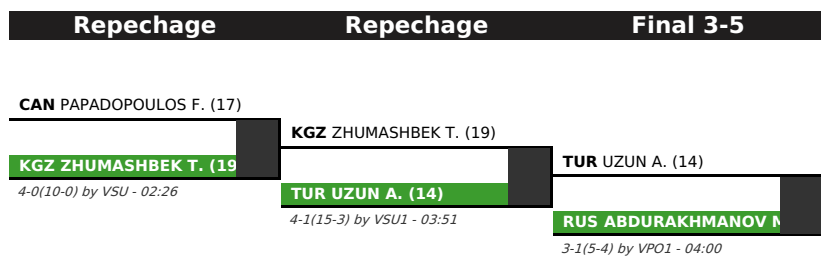 Repechage Repechage Final 3-5
CAN PAPADOPOULOS F. (17)
KGZ ZHUMASHBEK T. (19
4-0(10-0) by VSU - 02:26
KGZ ZHUMASHBEK T. (19)
TUR UZUN A. (14)
4-1(15-3) by VSU1 - 03:51
TUR UZUN A. (14)
RUS ABDURAKHMANOV
3-1(5-4) by VPO1 - 04:00